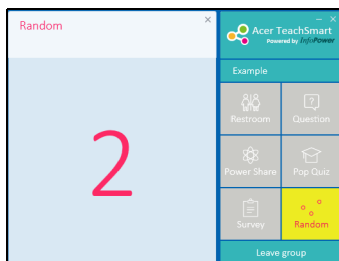 Random
2
Acer TeachSmart
Powered by InfoPower
Example
Restroom
Question
Power Share
Pop Quiz
Survey
Random
Leave group